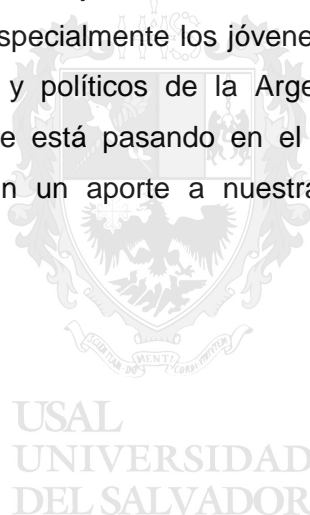 specialmente los jóvene
y políticos de la Arge
e está pasando en el
n un aporte a nuestra
USAL
UNIVERSIDAD
DEL SALVADOR